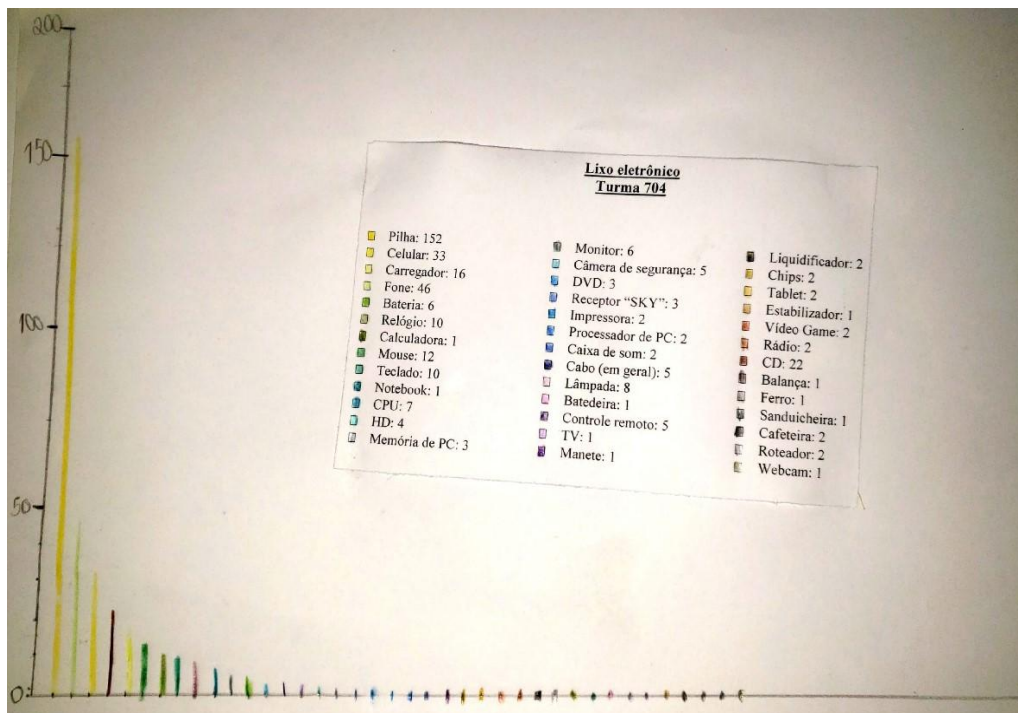 200
150
100
50
0
Lixo eletrônico
Turma 704
Pilha: 152
Celular: 33
Carregador: 16
Fone: 46
Bateria: 6
Relógio: 10
Calculadora: 1
Mouse: 12
Teclado: 10
Notebook: 1
CPU: 7
HD: 4
Memória de PC: 3
Monitor: 6
Câmera de segurança: 5
DVD: 3
Receptor “SKY”: 3
Impressora: 2
Processador de PC: 2
Caixa de som: 2
Cabo (em geral): 5
Lâmpada: 8
Batedeira: 1
Controle remoto: 5
TV: 1
Manete: 1
Liquidificador: 2
Chips: 2
Tablet: 2
Estabilizador: 1
Vídeo Game: 2
Rádio: 2
CD: 22
Balança: 1
Ferro: 1
Sanduicheira: 1
Cafeteira: 2
Roteador: 2
Webcam: 1